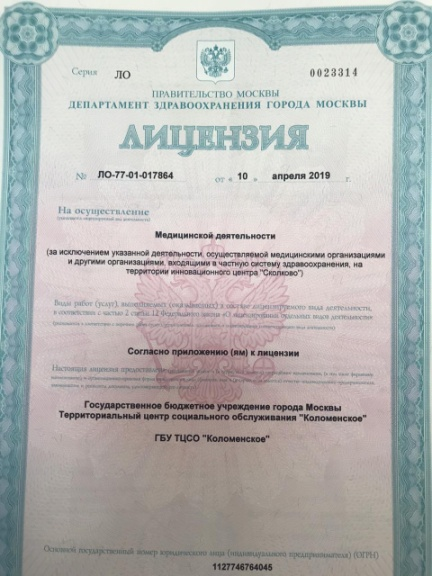 Серия ЛО 0023314
ПРАВИТЕЛЬСТВО МОСКВЫ
ДЕПАРТАМЕНТ ЗДРАВООХРАНЕНИЯ ГОРОДА МОСКВЫ
ЛИЦЕНЗИЯ
№ ЛО-77-01-017864 от « 10 » апреля 2019 г.
На осуществление
Медицинской деятельности
(за исключением указанной деятельности, осуществляемой медицинскими организациями
и другими организациями, входящими в частную систему здравоохранения, на
территории инновационного центра "Сколково")
Виды работ (услуг), выполняемых (оказываемых) в составе лицензируемого вида деятельности,
в соответствии с частью 2 статьи 12 Федерального закона «О лицензировании отдельных видов деятельности»
Согласно приложению (ям) к лицензии
Настоящая лицензия предоставлена
Государственное бюджетное учреждение города Москвы
Территориальный центр социального обслуживания "Коломенское"
ГБУ ТЦСО "Коломенское"
Основной государственный номер юридического лица (индивидуального предпринимателя) (ОГРН)
1127746764045